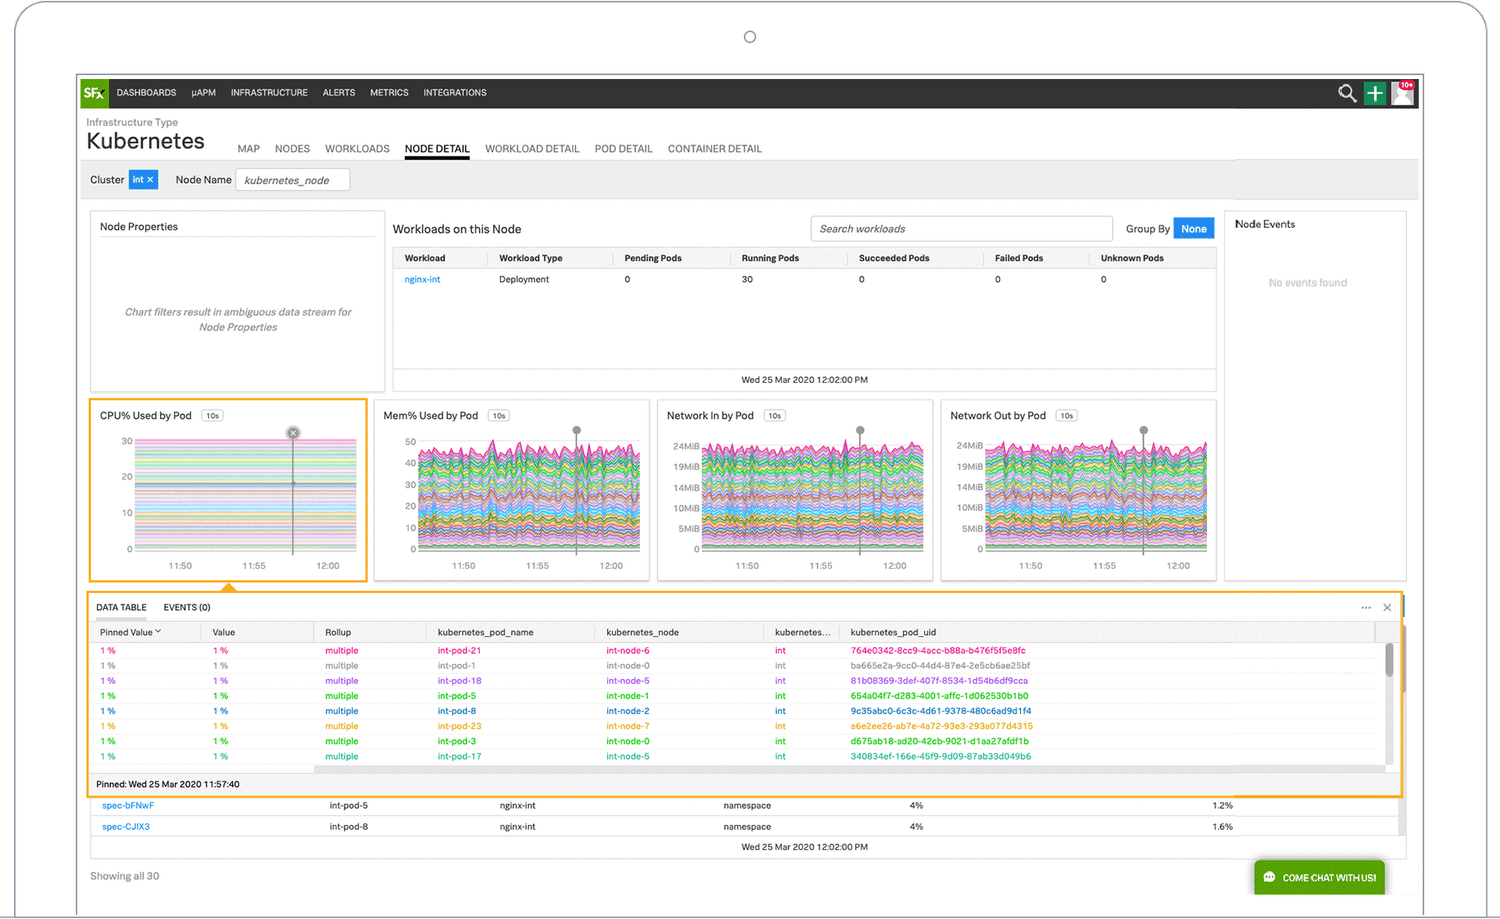 SFx DASHBOARDS µAPM INFRASTRUCTURE ALERTS METRICS INTEGRATIONS 10+
Infrastructure Type
Kubernetes MAP NODES WORKLOADS NODE DETAIL WORKLOAD DETAIL POD DETAIL CONTAINER DETAIL
Cluster int × Node Name kubernetes_node
Node Properties
Chart filters result in ambiguous data stream for
Node Properties
Workloads on this Node Search workloads Group By None
Workload Workload Type Pending Pods Running Pods Succeeded Pods Failed Pods Unknown Pods
nginx-int Deployment 0 30 0 0 0
Wed 25 Mar 2020 12:02:00 PM
Node Events
No events found
CPU% Used by Pod 10s
30
20
10
0
11:50 11:55 12:00
Mem% Used by Pod 10s
50
40
30
20
10
0
11:50 11:55 12:00
Network In by Pod 10s
24MiB
19MiB
14MiB
10MiB
5MiB
0
11:50 11:55 12:00
Network Out by Pod 10s
24MiB
19MiB
14MiB
10MiB
5MiB
0
11:50 11:55 12:00
DATA TABLE EVENTS (0) ... ×
Pinned Value Value Rollup kubernetes_pod_name kubernetes_node kubernetes... kubernetes_pod_uid
1 % 1 % multiple int-pod-21 int-node-6 int 764e0342-8cc9-4acc-b88a-b476f5f5e8fc
1 % 1 % multiple int-pod-1 int-node-0 int ba665e2a-9cc0-44d4-87e4-2e5cb6ae25bf
1 % 1 % multiple int-pod-18 int-node-5 int 81b08369-3def-407f-8534-1d54b6df9cca
1 % 1 % multiple int-pod-5 int-node-1 int 654a04f7-d283-4001-affc-1d062530b1b0
1 % 1 % multiple int-pod-8 int-node-2 int 9c35abc0-6c3c-4d61-9378-480c6ad9d1f4
1 % 1 % multiple int-pod-23 int-node-7 int a6e2ee26-ab7e-4a72-93e3-293a077d4315
1 % 1 % multiple int-pod-3 int-node-0 int d675ab18-ad20-42cb-9021-d1aa27afdf1b
1 % 1 % multiple int-pod-17 int-node-5 int 340834ef-166e-45f9-9d09-87ab33d049b6
Pinned: Wed 25 Mar 2020 11:57:40
spec-bFNwF int-pod-5 nginx-int namespace 4% 1.2%
spec-CJIX3 int-pod-8 nginx-int namespace 4% 1.6%
Wed 25 Mar 2020 12:02:00 PM
Showing all 30
COME CHAT WITH US!